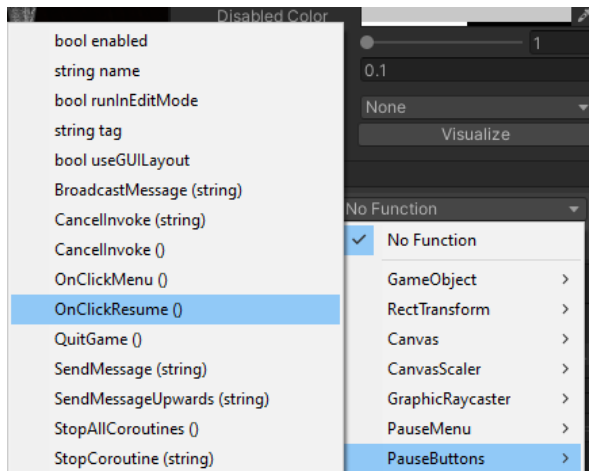 Disabled Color
1
0.1
None
Visualize
No Function
bool enabled
string name
bool runInEditMode
string tag
bool useGUILayout
BroadcastMessage (string)
CancelInvoke (string)
CancelInvoke ()
OnClickMenu ()
OnClickResume ()
QuitGame ()
SendMessage (string)
SendMessageUpwards (string)
StopAllCoroutines ()
StopCoroutine (string)
No Function
GameObject
RectTransform
Canvas
CanvasScaler
GraphicRaycaster
PauseMenu
PauseButtons